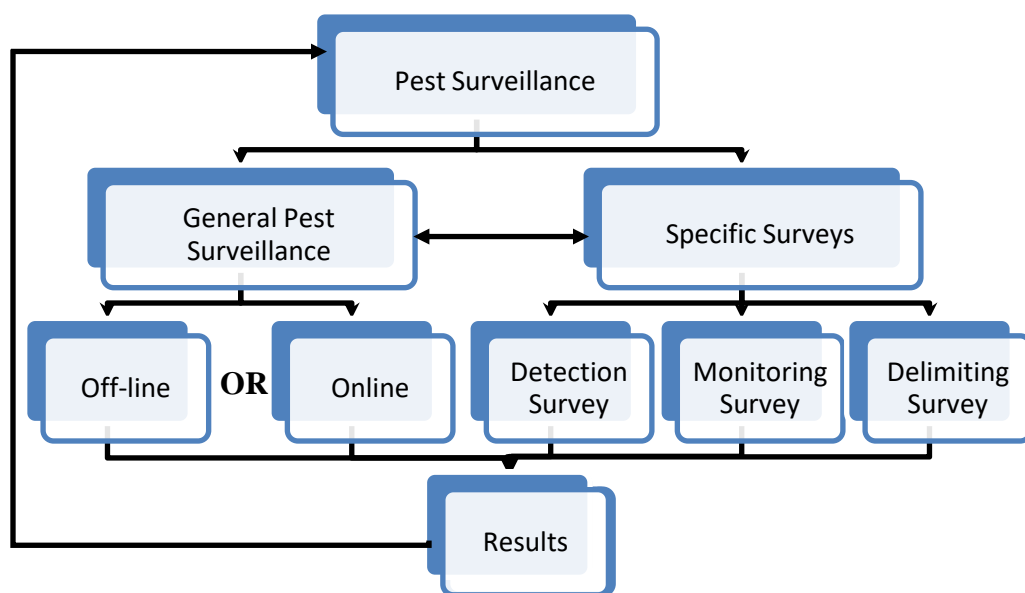 Pest Surveillance
General Pest
Surveillance
Specific Surveys
Off-line
OR
Online
Detection
Survey
Monitoring
Survey
Delimiting
Survey
Results